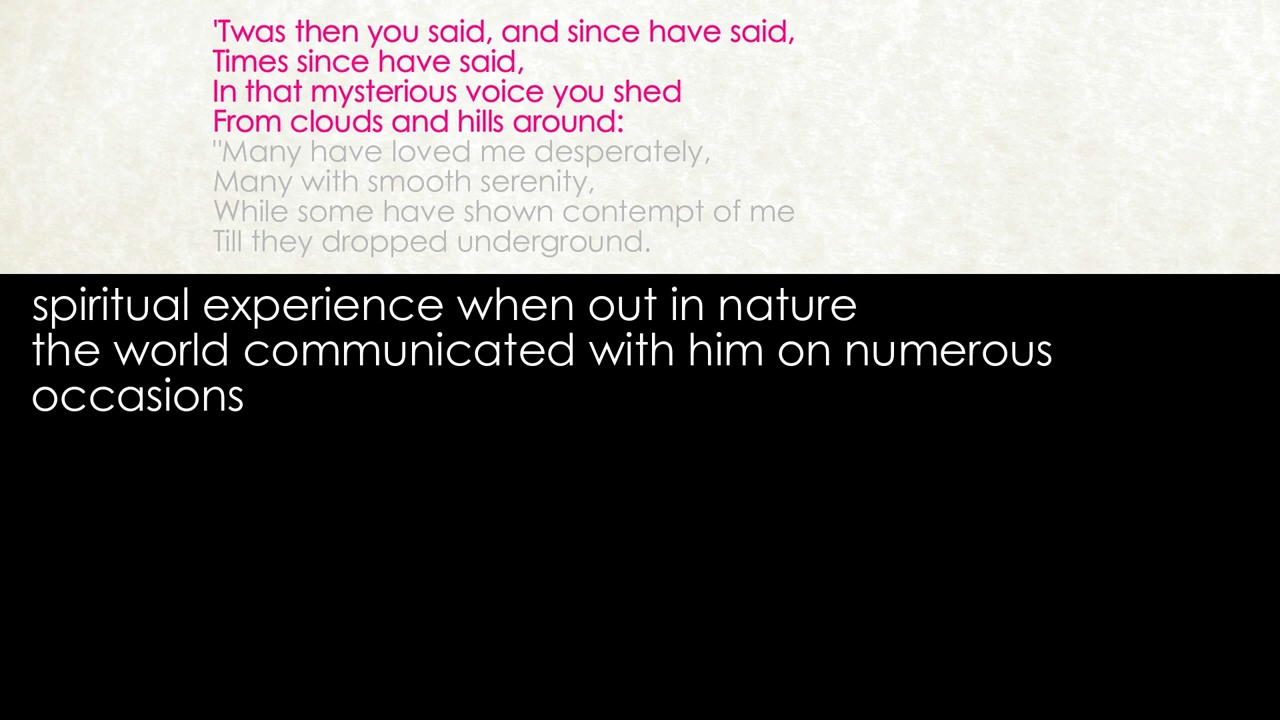 'Twas then you said, and since have said,
Times since have said,
In that mysterious voice you shed
From clouds and hills around:
"Many have loved me desperately,
Many with smooth serenity,
While some have shown contempt of me
Till they dropped underground.
spiritual experience when out in nature
the world communicated with him on numerous
occasions